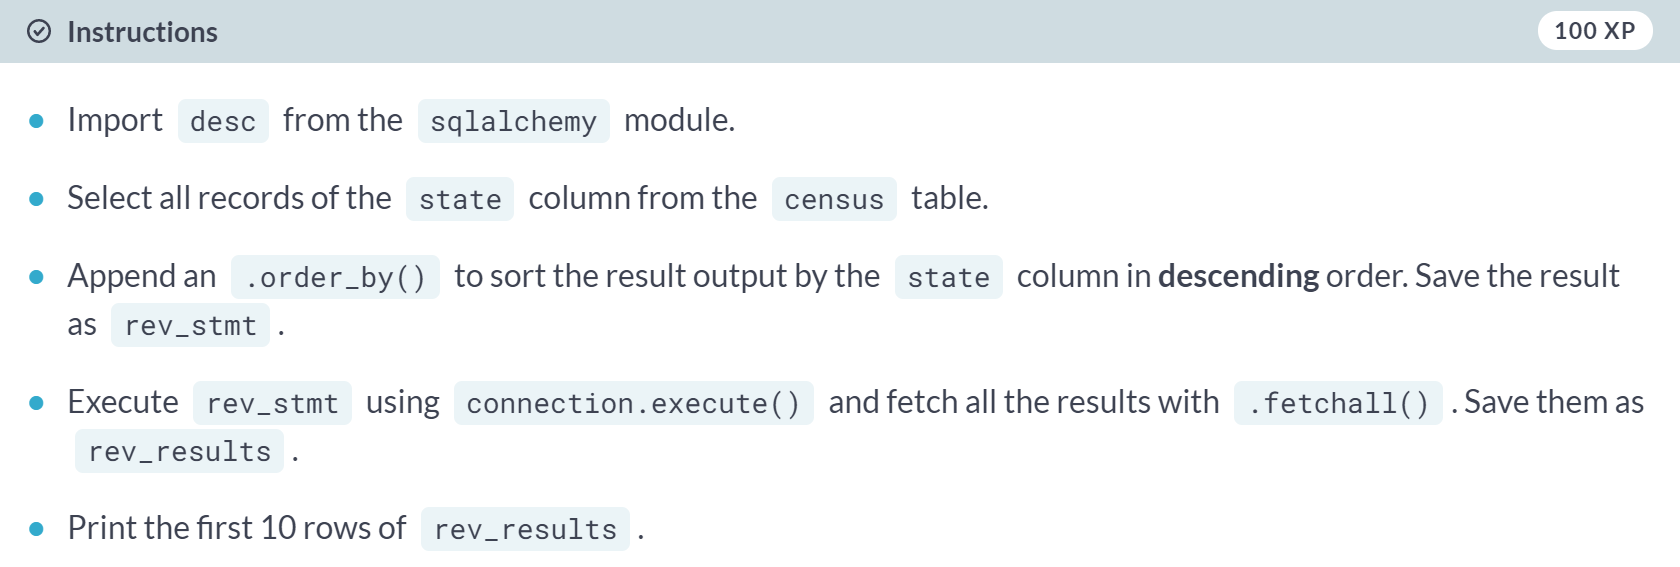 Instructions
100 XP
Import desc from the sqlalchemy module.
Select all records of the state column from the census table.
Append an .order_by() to sort the result output by the state column in descending order. Save the result
as rev_stmt .
Execute rev_stmt using connection.execute() and fetch all the results with .fetchall() . Save them as
rev_results .
Print the first 10 rows of rev_results .